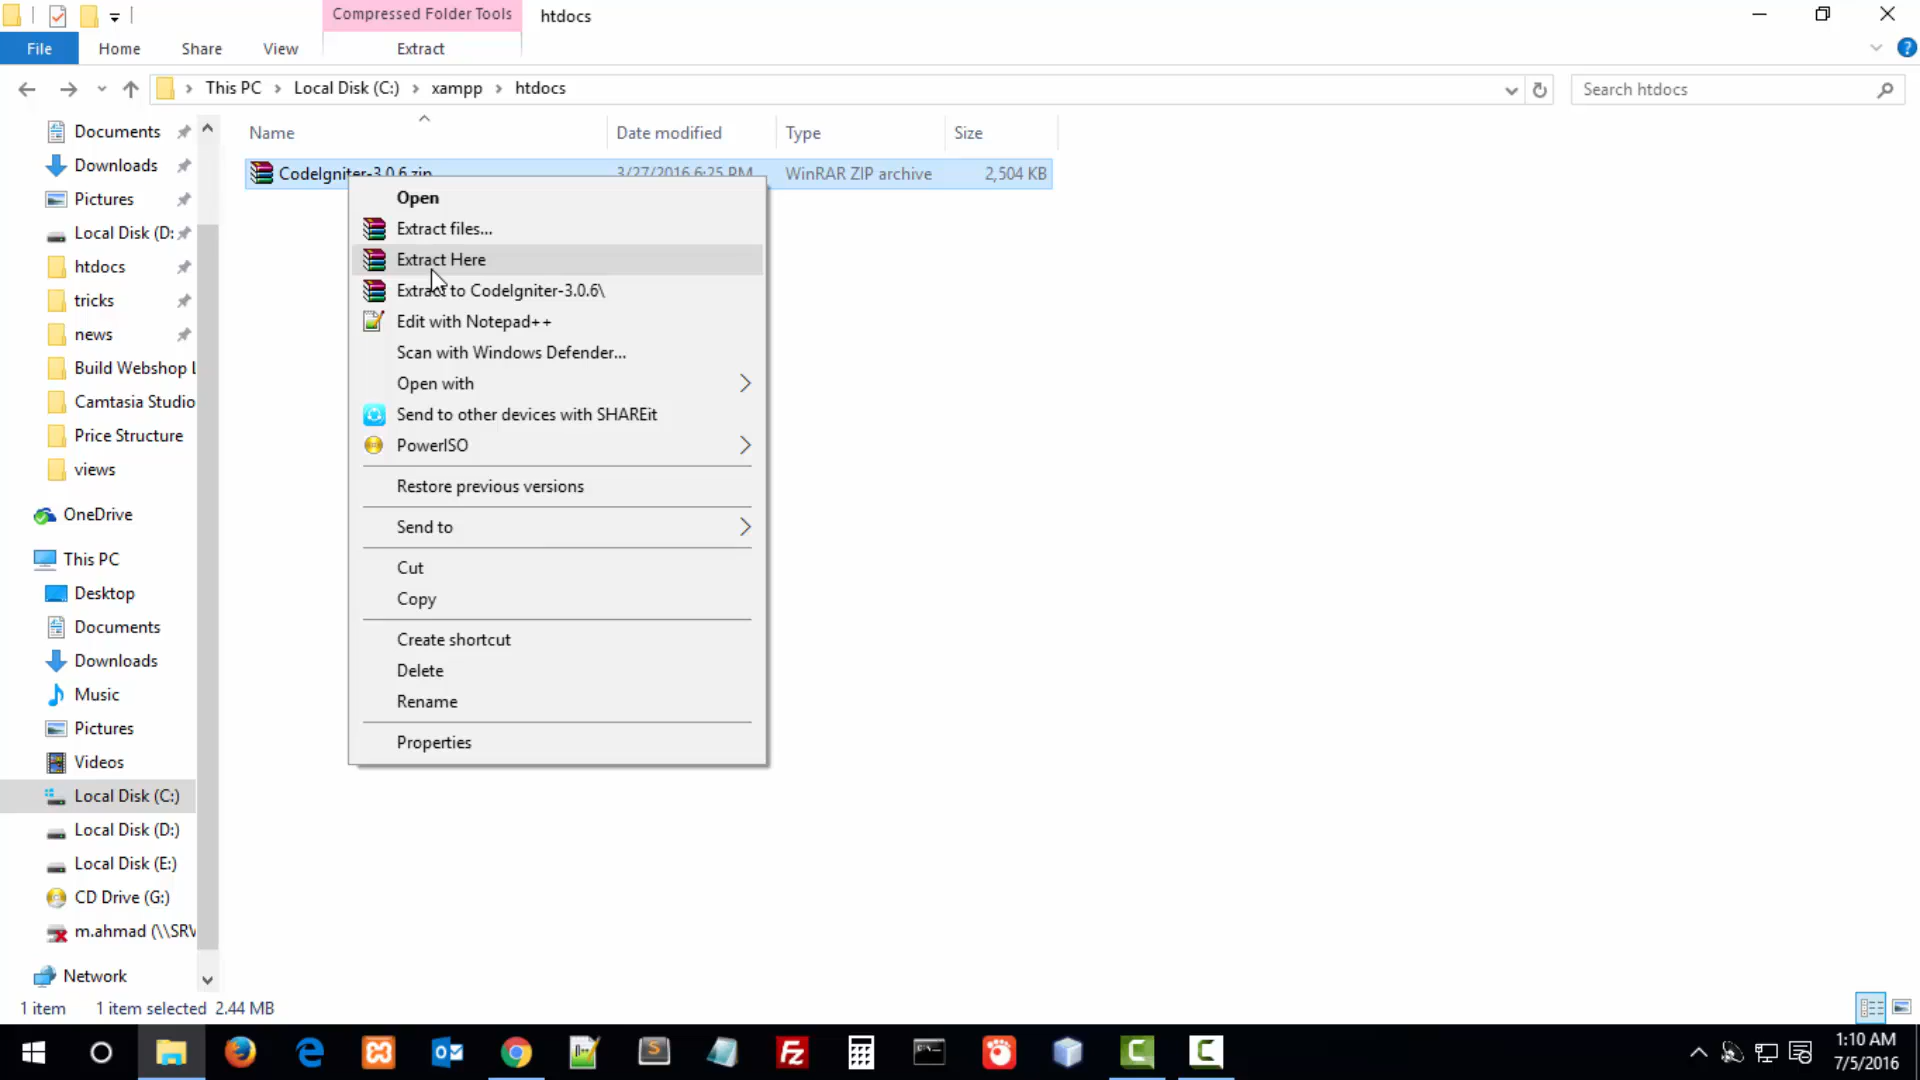 Compressed Folder Tools
htdocs
File
Home
Share
View
Extract
This PC
Local Disk (C:)
xampp
htdocs
Search htdocs
Name
Date modified
Type
Size
CodeIgniter-3.0.6.zip
3/27/2016 6:25 PM
WinRAR ZIP archive
2,504 KB
Documents
Downloads
Pictures
Local Disk (D:
htdocs
tricks
news
Build Webshop L
Camtasia Studio
Price Structure
views
OneDrive
This PC
Desktop
Documents
Downloads
Music
Pictures
Videos
Local Disk (C:)
Local Disk (D:)
Local Disk (E:)
CD Drive (G:)
m.ahmad (\\SRV
Network
Open
Extract files...
Extract Here
Extract to CodeIgniter-3.0.6\
Edit with Notepad++
Scan with Windows Defender...
Open with
Send to other devices with SHAREit
PowerISO
Restore previous versions
Send to
Cut
Copy
Create shortcut
Delete
Rename
Properties
1 item
1 item selected 2.44 MB
1:10 AM
7/5/2016